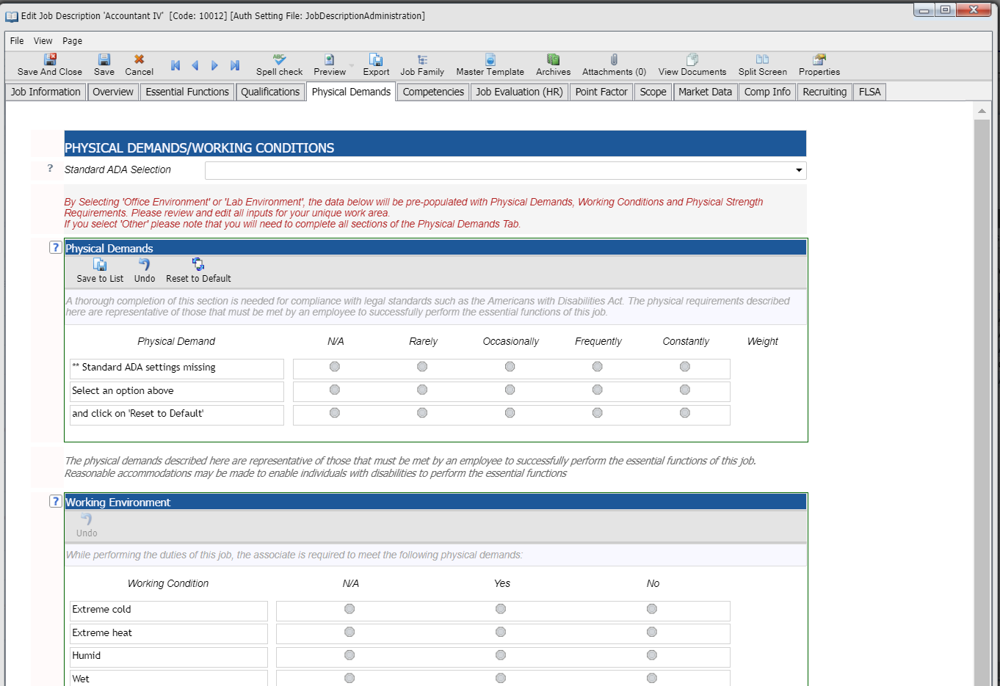 Edit Job Description 'Accountant IV' [Code: 10012] [Auth Setting File: JobDescriptionAdministration]
File View Page
ABC
Save And Close Save Cancel Spell check Preview Export Job Family Master Template Archives Attachments (0) View Documents Split Screen Properties
Job Information Overview Essential Functions Qualifications Physical Demands Competencies Job Evaluation (HR) Point Factor Scope Market Data Comp Info Recruiting FLSA
PHYSICAL DEMANDS/WORKING CONDITIONS
? Standard ADA Selection
By Selecting 'Office Environment' or 'Lab Environment', the data below will be pre-populated with Physical Demands, Working Conditions and Physical Strength
Requirements. Please review and edit all inputs for your unique work area.
If you select 'Other' please note that you will need to complete all sections of the Physical Demands Tab.
? Physical Demands
Save to List Undo Reset to Default
A thorough completion of this section is needed for compliance with legal standards such as the Americans with Disabilities Act. The physical requirements described
here are representative of those that must be met by an employee to successfully perform the essential functions of this job.
Physical Demand N/A Rarely Occasionally Frequently Constantly Weight
** Standard ADA settings missing
Select an option above
and click on 'Reset to Default'
The physical demands described here are representative of those that must be met by an employee to successfully perform the essential functions of this job.
Reasonable accommodations may be made to enable individuals with disabilities to perform the essential functions
? Working Environment
Undo
While performing the duties of this job, the associate is required to meet the following physical demands:
Working Condition N/A Yes No
Extreme cold
Extreme heat
Humid
Wet